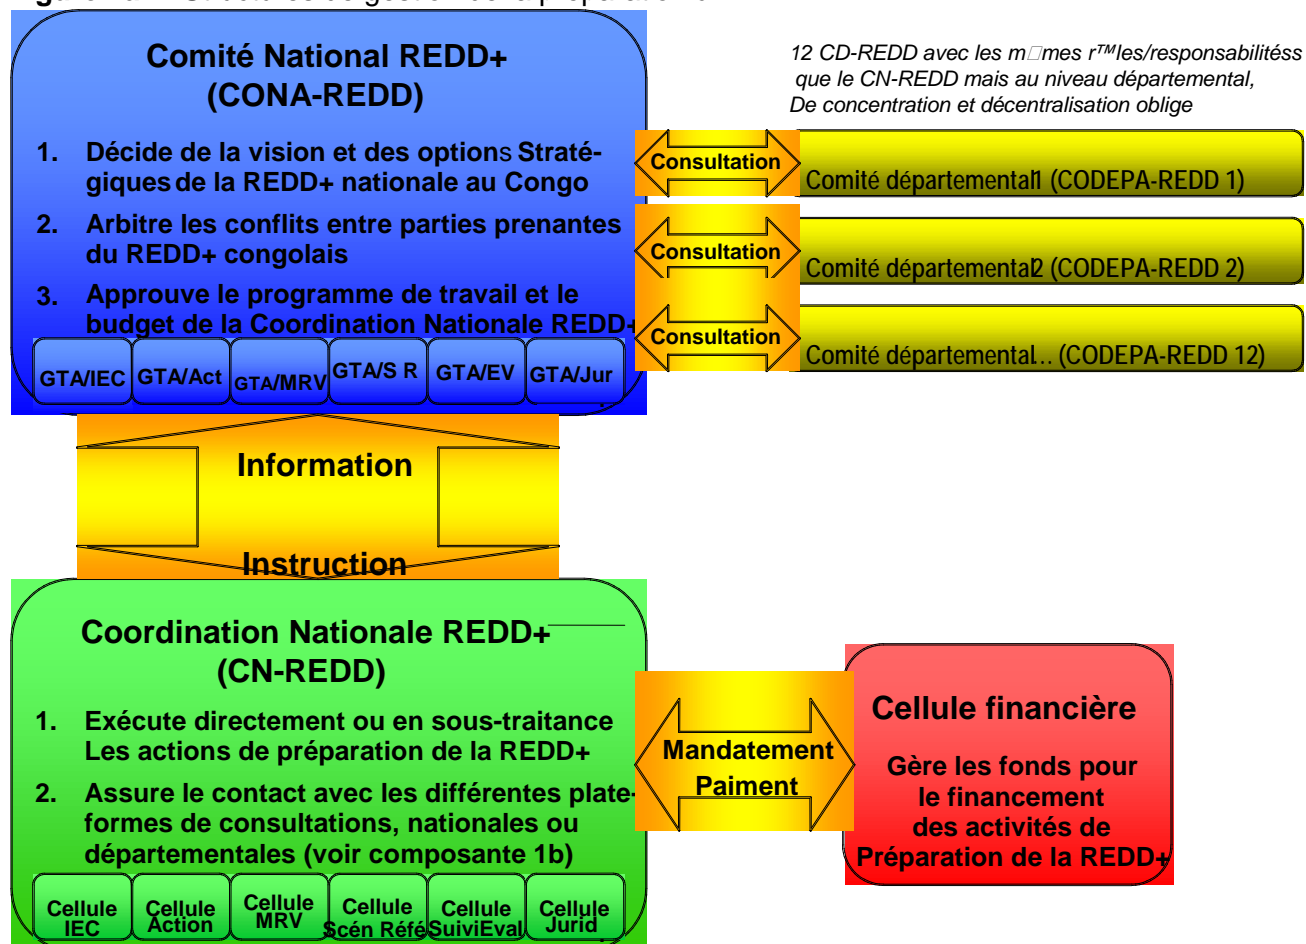 Comité National REDD+
(CONA-REDD)
1. Décide de la vision et des options Straté-
giques de la REDD+ nationale au Congo
2. Arbitre les conflits entre parties prenantes
du REDD+ congolais
3. Approuve le programme de travail et le
budget de la Coordination Nationale REDD+
GTA/IEC GTA/Act GTA/MRV GTA/S R GTA/EV GTA/Jur
12 CD-REDD avec les m□mes r™les/responsabilitéss
que le CN-REDD mais au niveau départemental,
De concentration et décentralisation oblige
Consultation
Comité départemental1 (CODEPA-REDD 1)
Consultation
Comité départemental2 (CODEPA-REDD 2)
Consultation
Comité départemental… (CODEPA-REDD 12)
Information
Instruction
Coordination Nationale REDD+
(CN-REDD)
1. Exécute directement ou en sous-traitance
Les actions de préparation de la REDD+
2. Assure le contact avec les différentes plate-
formes de consultations, nationales ou
départementales (voir composante 1b)
Cellule IEC
Cellule Action
Cellule MRV
Cellule Scén Réfé
Cellule SuiviEval
Cellule Jurid
Mandatement
Paiment
Cellule financière
Gère les fonds pour
le financement
des activités de
Préparation de la REDD+